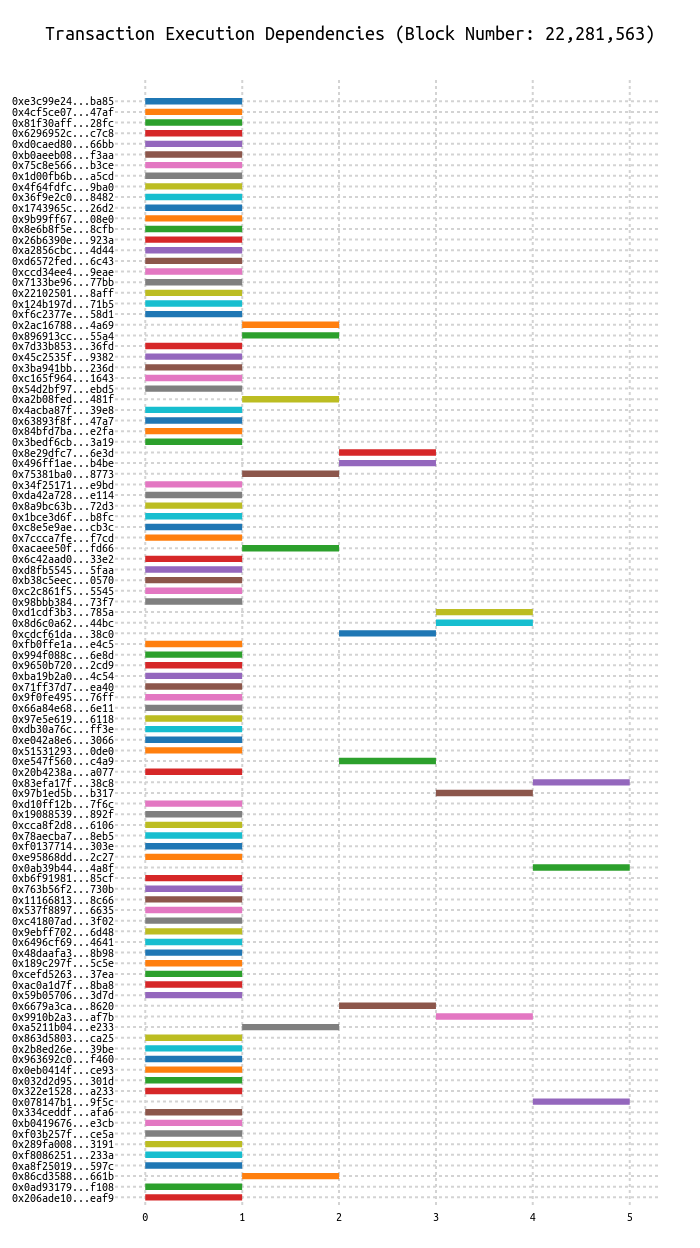 Transaction Execution Dependencies (Block Number: 22,281,563)
0xe3c99e24...ba85
0x4cf5ce07...47af
0x81f30aff...28fc
0x6296952c...c7c8
0xd0caed80...66bb
0xb0aeeb08...f3aa
0x75c8e566...b3ce
0x1d00fb6b...a5cd
0x4f64fdfc...9ba0
0x36f9e2c0...8482
0x1743965c...26d2
0x9b99ff67...08e0
0x8e6b8f5e...8cfb
0x26b6390e...923a
0xa2856cbc...4d44
0xd6572fed...6c43
0xccd34ee4...9eae
0x7133be96...77bb
0x22102501...8aff
0x124b197d...71b5
0xf6c2377e...58d1
0x2ac16788...4a69
0x896913cc...55a4
0x7d33b853...36fd
0x45c2535f...9382
0x3ba941bb...236d
0xc165f964...1643
0x54d2bf97...ebd5
0xa2b08fed...481f
0x4acba87f...39e8
0x63893f8f...47a7
0x84bfd7ba...e2fa
0x3bedf6cb...3a19
0x8e29dfc7...6e3d
0x496ff1ae...b4be
0x75381ba0...8773
0x34f25171...e9bd
0xda42a728...e114
0x8a9bc63b...72d3
0x1bce3d6f...b8fc
0xc8e5e9ae...cb3c
0x7ccca7fe...f7cd
0xacaee50f...fd66
0x6c42aad0...33e2
0xd8fb5545...5faa
0xb38c5eec...0570
0xc2c861f5...5545
0x98bbb384...73f7
0xd1cdf3b3...785a
0x8d6c0a62...44bc
0xcdcf61da...38c0
0xfb0ffe1a...e4c5
0x994f088c...6e8d
0x9650b720...2cd9
0xba19b2a0...4c54
0x71ff37d7...ea40
0x9f0fe495...76ff
0x66a84e68...6e11
0x97e5e619...6118
0xdb30a76c...ff3e
0xe042a8e6...3066
0x51531293...0de0
0xe547f560...c4a9
0x20b4238a...a077
0x83efa17f...38c8
0x97b1ed5b...b317
0xd10ff12b...7f6c
0x19088539...892f
0xcca8f2d8...6106
0x78aecba7...8eb5
0xf0137714...303e
0xe95868dd...2c27
0x0ab39b44...4a8f
0xb6f91981...85cf
0x763b56f2...730b
0x11166813...8c66
0x537f8897...6635
0xc41807ad...3f02
0x9ebff702...6d48
0x6496cf69...4641
0x48daafa3...8b98
0x189c297f...5c5e
0xcefd5263...37ea
0xac0a1d7f...8ba8
0x59b05706...3d7d
0x6679a3ca...8620
0x9910b2a3...af7b
0xa5211b04...e233
0x863d5803...ca25
0x2b8ed26e...39be
0x963692c0...f460
0x0eb0414f...ce93
0x032d2d95...301d
0x322e1528...a233
0x078147b1...9f5c
0x334ceddf...afa6
0xb0419676...e3cb
0xf03b257f...ce5a
0x289fa008...3191
0xf8086251...233a
0xa8f25019...597c
0x86cd3588...661b
0x0ad93179...f108
0x206ade10...eaf9
0 1 2 3 4 5